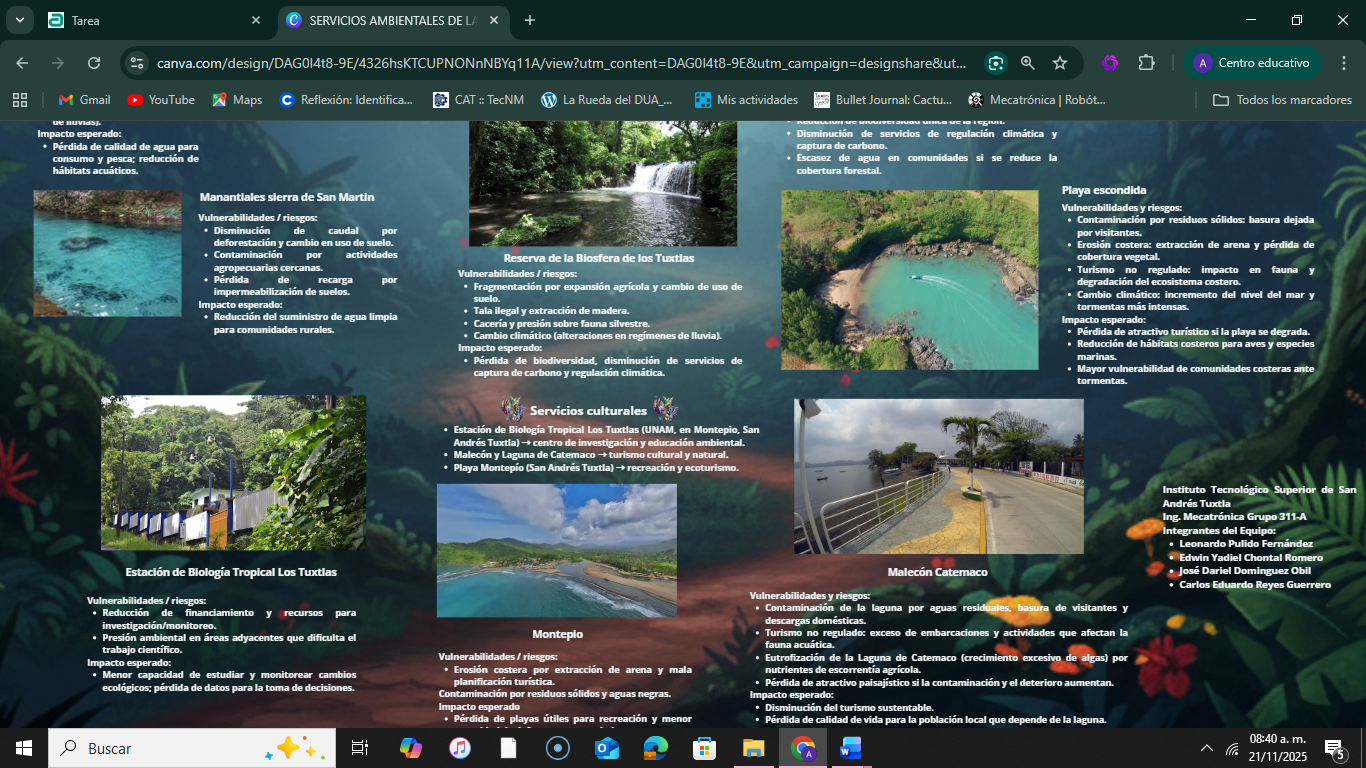 Tarea
SERVICIOS AMBIENTALES DE LA
canva.com/design/DAG0I4t8-9E/4326hsKTCUPNONnNBYq11A/view?utm_content=DAG0I4t8-9E&utm_campaign=designshare&ut...
A Centro educativo
Gmail
YouTube
Maps
Reflexión: Identifica...
CAT :: TecNM
La Rueda del DUA_...
Mis actividades
Bullet Journal: Cactu...
Mecatrónica | Robót...
Todos los marcadores
de lluvias).
Impacto esperado:
• Pérdida de calidad de agua para
consumo y pesca; reducción de
hábitats acuáticos.
Manantiales sierra de San Martin
Vulnerabilidades / riesgos:
• Disminución de caudal por
deforestación y cambio en uso de suelo.
• Contaminación por actividades
agropecuarias cercanas.
• Pérdida de recarga por
impermeabilización de suelos.
Impacto esperado:
• Reducción del suministro de agua limpia
para comunidades rurales.
Reserva de la Biosfera de los Tuxtlas
Vulnerabilidades / riesgos:
• Fragmentación por expansión agrícola y cambio de uso de
suelo.
• Tala ilegal y extracción de madera.
• Cacería y presión sobre fauna silvestre.
• Cambio climático (alteraciones en regímenes de lluvia).
Impacto esperado:
• Pérdida de biodiversidad, disminución de servicios de
captura de carbono y regulación climática.
• Reducción de biodiversidad única de la región.
• Disminución de servicios de regulación climática y
captura de carbono.
• Escasez de agua en comunidades si se reduce la
cobertura forestal.
Playa escondida
Vulnerabilidades y riesgos:
• Contaminación por residuos sólidos: basura dejada
por visitantes.
• Erosión costera: extracción de arena y pérdida de
cobertura vegetal.
• Turismo no regulado: impacto en fauna y
degradación del ecosistema costero.
• Cambio climático: incremento del nivel del mar y
tormentas más intensas.
Impacto esperado:
• Pérdida de atractivo turístico si la playa se degrada.
• Reducción de hábitats costeros para aves y especies
marinas.
• Mayor vulnerabilidad de comunidades costeras ante
tormentas.
Servicios culturales
• Estación de Biología Tropical Los Tuxtlas (UNAM, en Montepio, San
Andrés Tuxtla) → centro de investigación y educación ambiental.
• Malecón y Laguna de Catemaco → turismo cultural y natural.
• Playa Montepío (San Andrés Tuxtla) → recreación y ecoturismo.
Estación de Biología Tropical Los Tuxtlas
Vulnerabilidades / riesgos:
• Reducción de financiamiento y recursos para
investigación/monitoreo.
• Presión ambiental en áreas adyacentes que dificulta el
trabajo científico.
Impacto esperado:
• Menor capacidad de estudiar y monitorear cambios
ecológicos; pérdida de datos para la toma de decisiones.
Montepio
Vulnerabilidades / riesgos:
• Erosión costera por extracción de arena y mala
planificación turística.
Contaminación por residuos sólidos y aguas negras.
Impacto esperado
• Pérdida de playas útiles para recreación y menor
Malecón Catemaco
Vulnerabilidades y riesgos:
• Contaminación de la laguna por aguas residuales, basura de visitantes y
descargas domésticas.
• Turismo no regulado: exceso de embarcaciones y actividades que afectan la
fauna acuática.
• Eutrofización de la Laguna de Catemaco (crecimiento excesivo de algas) por
nutrientes de escorrentía agrícola.
• Pérdida de atractivo paisajístico si la contaminación y el deterioro aumentan.
Impacto esperado:
• Disminución del turismo sustentable.
• Pérdida de calidad de vida para la población local que depende de la laguna.
Instituto Tecnológico Superior de San
Andrés Tuxtla
Ing. Mecatrónica Grupo 311-A
Integrantes del Equipo:
• Leonardo Pulido Fernández
• Edwin Yadiel Chontal Romero
• José Dariel Dominguez Obil
• Carlos Eduardo Reyes Guerrero
Buscar
08:40 a. m.
21/11/2025
5